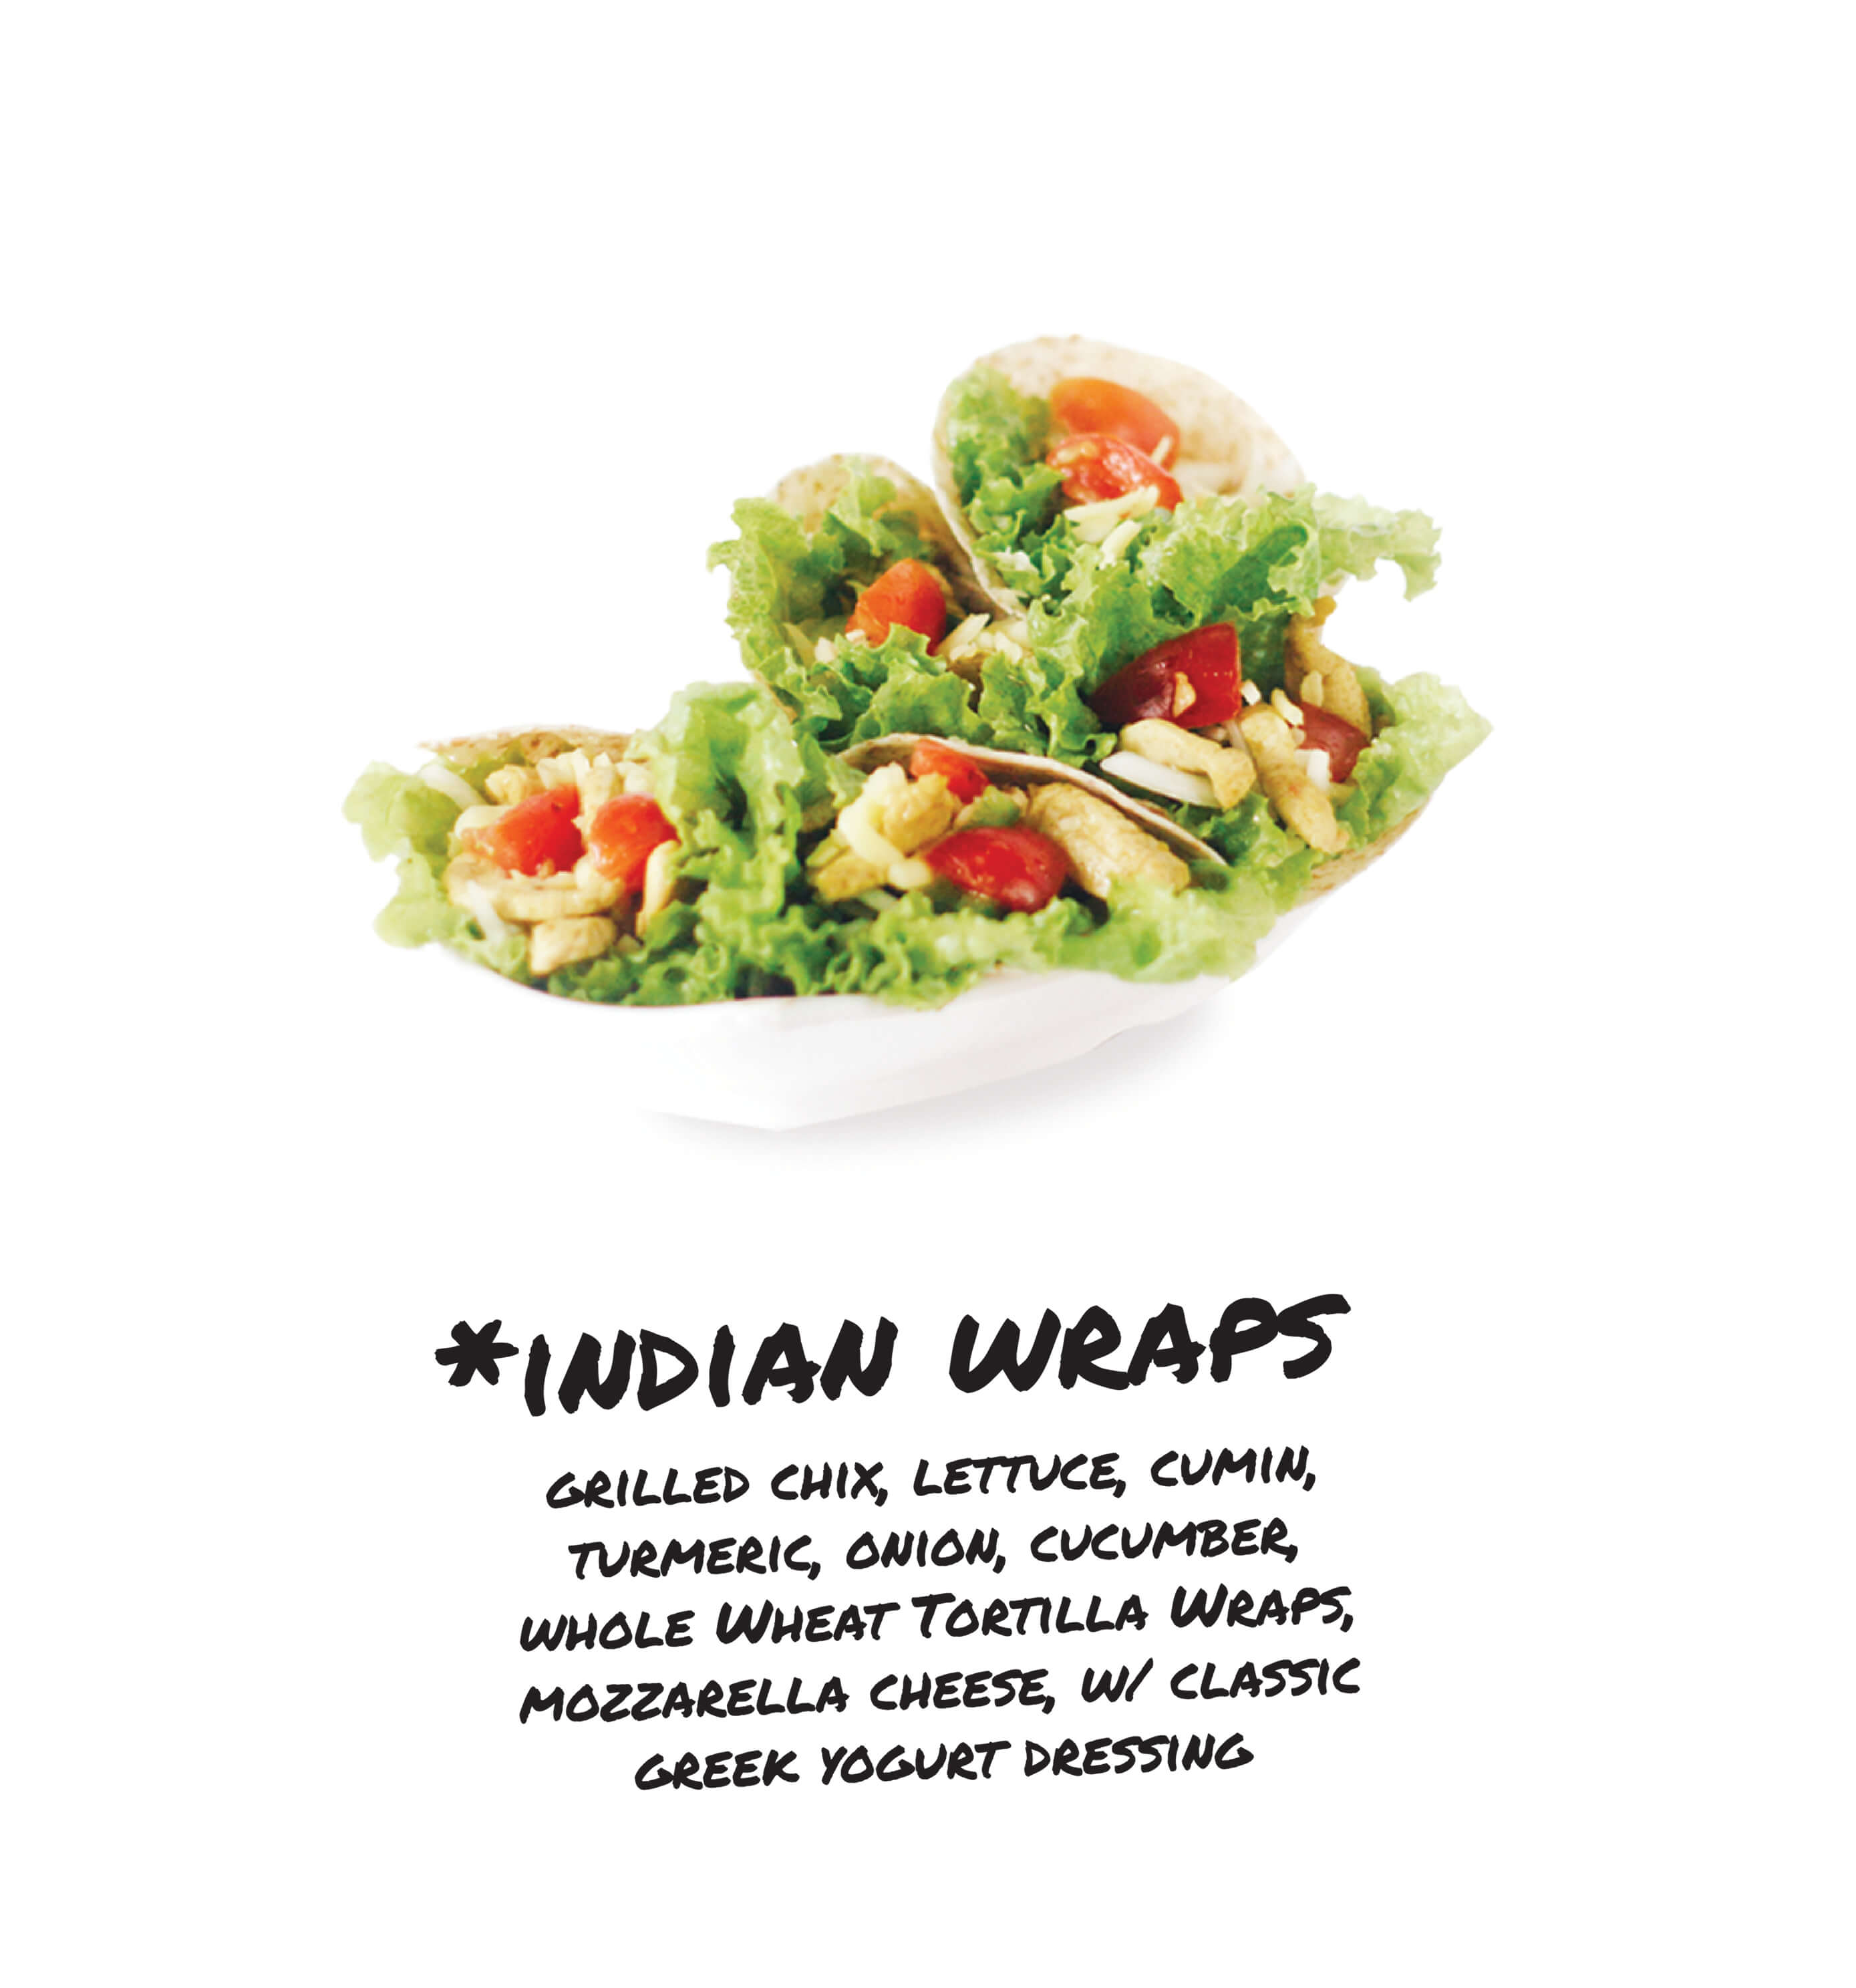 *INDIAN WRAPS
GRILLED CHIX, LETTUCE, CUMIN,
TURMERIC, ONION, CUCUMBER,
WHOLE WHEAT TORTILLA WRAPS,
MOZZARELLA CHEESE, W/ CLASSIC
GREEK YOGURT DRESSING